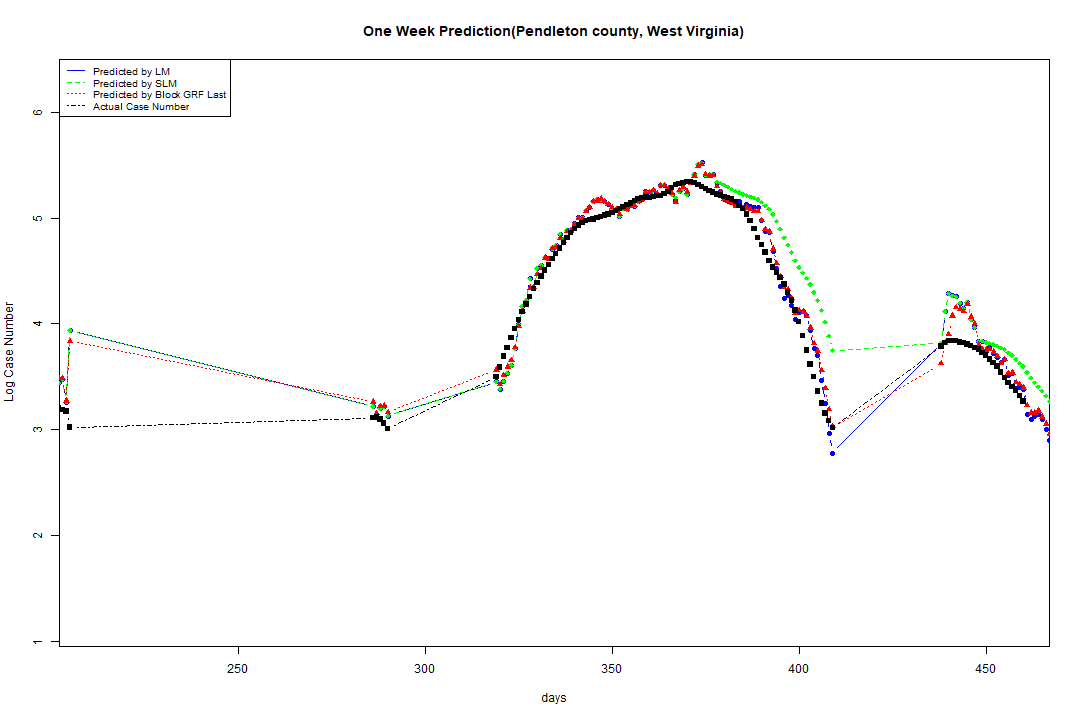 One Week Prediction(Pendleton county, West Virginia)
Predicted by LM
Predicted by SLM
Predicted by Block GRF Last
Actual Case Number
6
5
4
3
2
1
Log Case Number
250
300
350
400
450
days